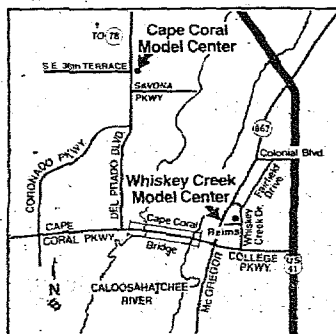 TO 78
Cape Coral
Model Center
S.E. 36th TERRACE
SAVONA
PKWY
CORONADO PKWY
DEL PRADO BLVD
867
Colonial Blvd.
Fairfield
Drive
Whiskey Creek
Model Center
Reims
Whiskey
Creek Dr.
CAPE
CORAL PKWY
Cape Coral
Bridge
COLLEGE
PKWY.
US
41
McGREGOR
CALOOSAHATCHEE
RIVER
N